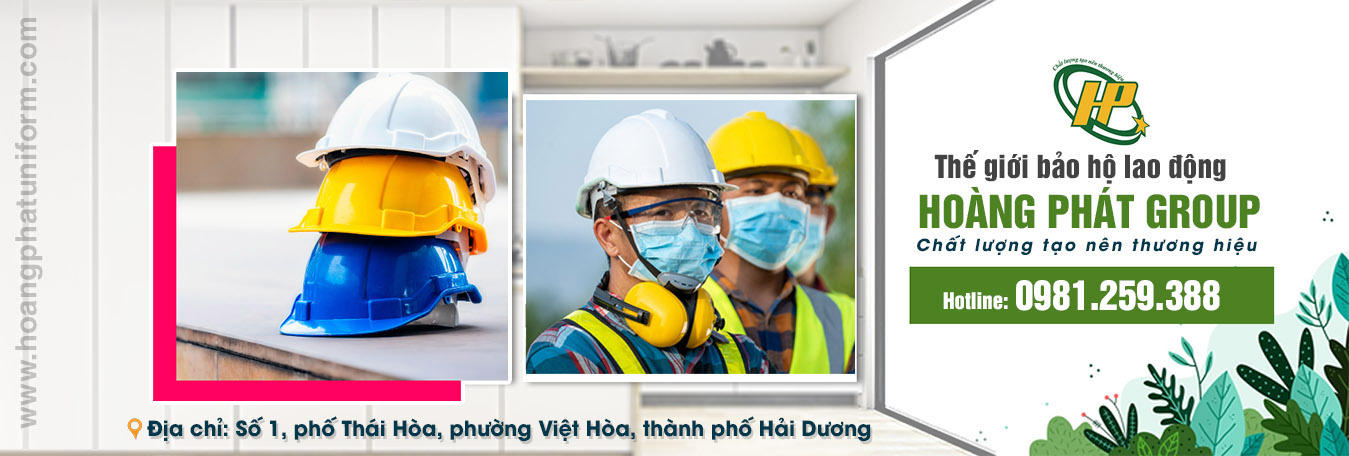 www.hoangphatuniform.com
Chất lượng tạo nên thương hiệu
HP
Thế giới bảo hộ lao động
HOÀNG PHÁT GROUP
Chất lượng tạo nên thương hiệu
Hotline: 0981.259.388
Địa chỉ: Số 1, phố Thái Hòa, phường Việt Hòa, thành phố Hải Dương